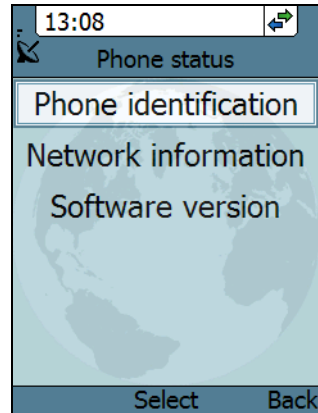 13:08
Phone status
Phone identification
Network information
Software version
Select Back